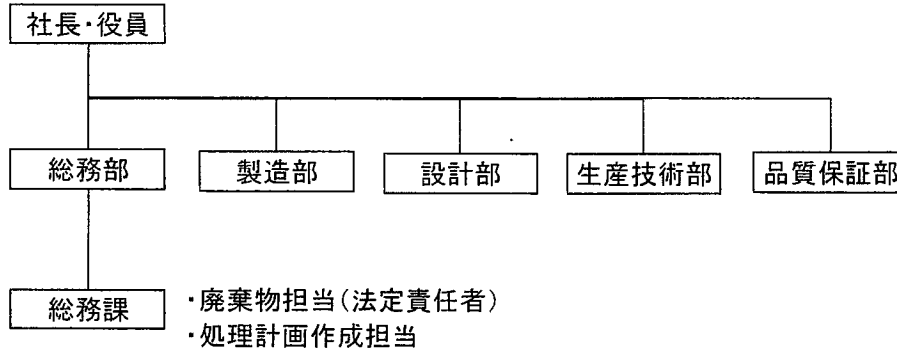 社長・役員
総務部
製造部
設計部
生産技術部
品質保証部
総務課
・廃棄物担当(法定責任者)
・処理計画作成担当